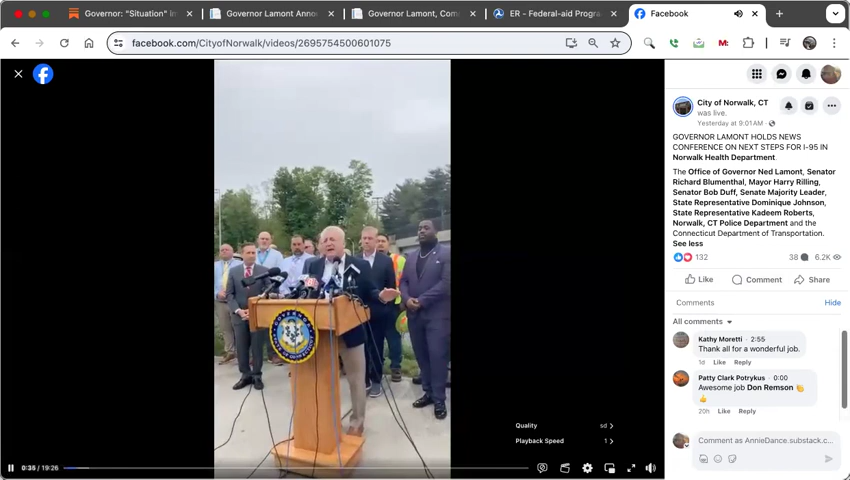 Governor: "Situation" in
Governor Lamont Anno
Governor Lamont, Com
ER - Federal-aid Progra
Facebook
facebook.com/CityofNorwalk/videos/2695754500601075
City of Norwalk, CT
was live.
Yesterday at 9:01 AM
GOVERNOR LAMONT HOLDS NEWS
CONFERENCE ON NEXT STEPS FOR I-95 IN
Norwalk Health Department
The Office of Governor Ned Lamont, Senator
Richard Blumenthal, Mayor Harry Rilling,
Senator Bob Duff, Senate Majority Leader,
State Representative Dominique Johnson,
State Representative Kadeem Roberts,
Norwalk, CT Police Department and the
Connecticut Department of Transportation.
See less
132
38
6.2K
Like
Comment
Share
Comments
Hide
All comments
Kathy Moretti · 2:55
Thank all for a wonderful job.
1d Like Reply
Patty Clark Potrykus · 0:00
Awesome job Don Remson
20h Like Reply
Comment as AnnieDance.substack.c...
GOVERNOR
Quality sd
Playback Speed 1
0:35 / 19:26